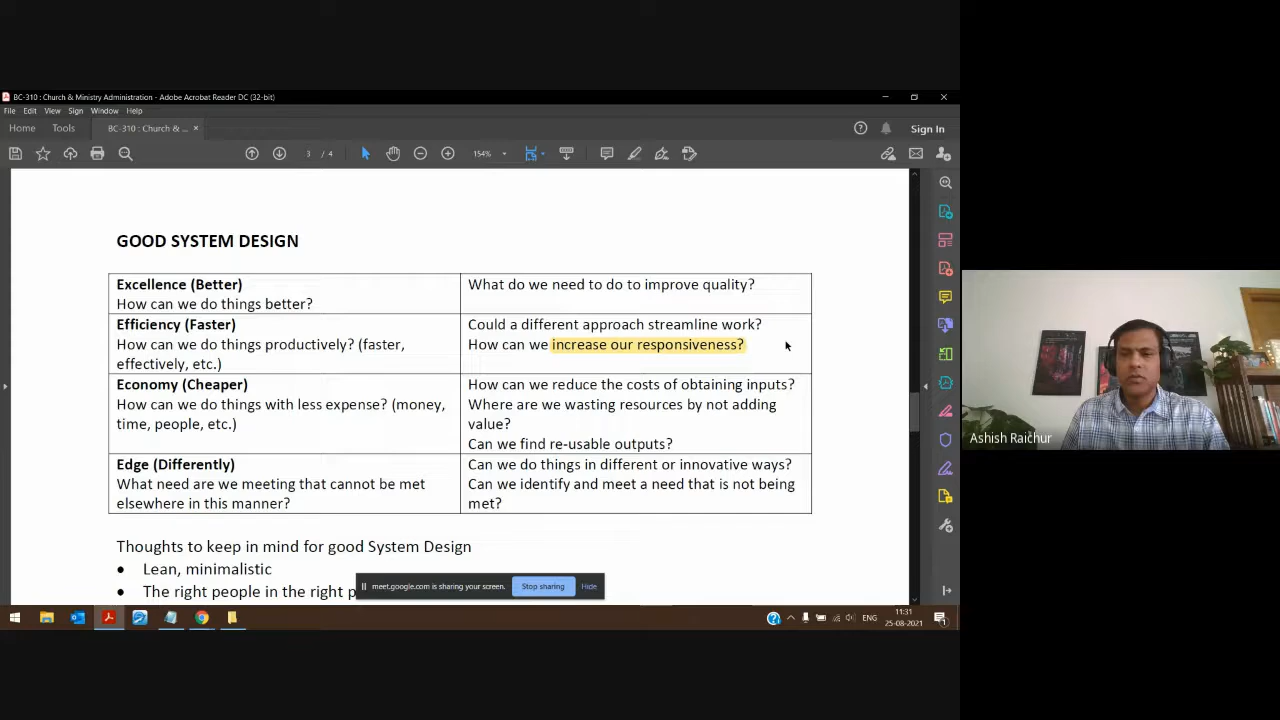 BC-310 : Church & Ministry Administration - Adobe Acrobat Reader DC (32-bit)
File Edit View Sign Window Help
Home Tools BC-310 : Church & ... × Sign In
3 / 4 154%
GOOD SYSTEM DESIGN
Excellence (Better)
How can we do things better?
What do we need to do to improve quality?
Efficiency (Faster)
How can we do things productively? (faster,
effectively, etc.)
Could a different approach streamline work?
How can we increase our responsiveness?
Economy (Cheaper)
How can we do things with less expense? (money,
time, people, etc.)
How can we reduce the costs of obtaining inputs?
Where are we wasting resources by not adding
value?
Can we find re-usable outputs?
Edge (Differently)
What need are we meeting that cannot be met
elsewhere in this manner?
Can we do things in different or innovative ways?
Can we identify and meet a need that is not being
met?
Thoughts to keep in mind for good System Design
• Lean, minimalistic
• The right people in the right p
meet.google.com is sharing your screen. Stop sharing Hide
Ashish Raichur
ENG
11:31
25-08-2021